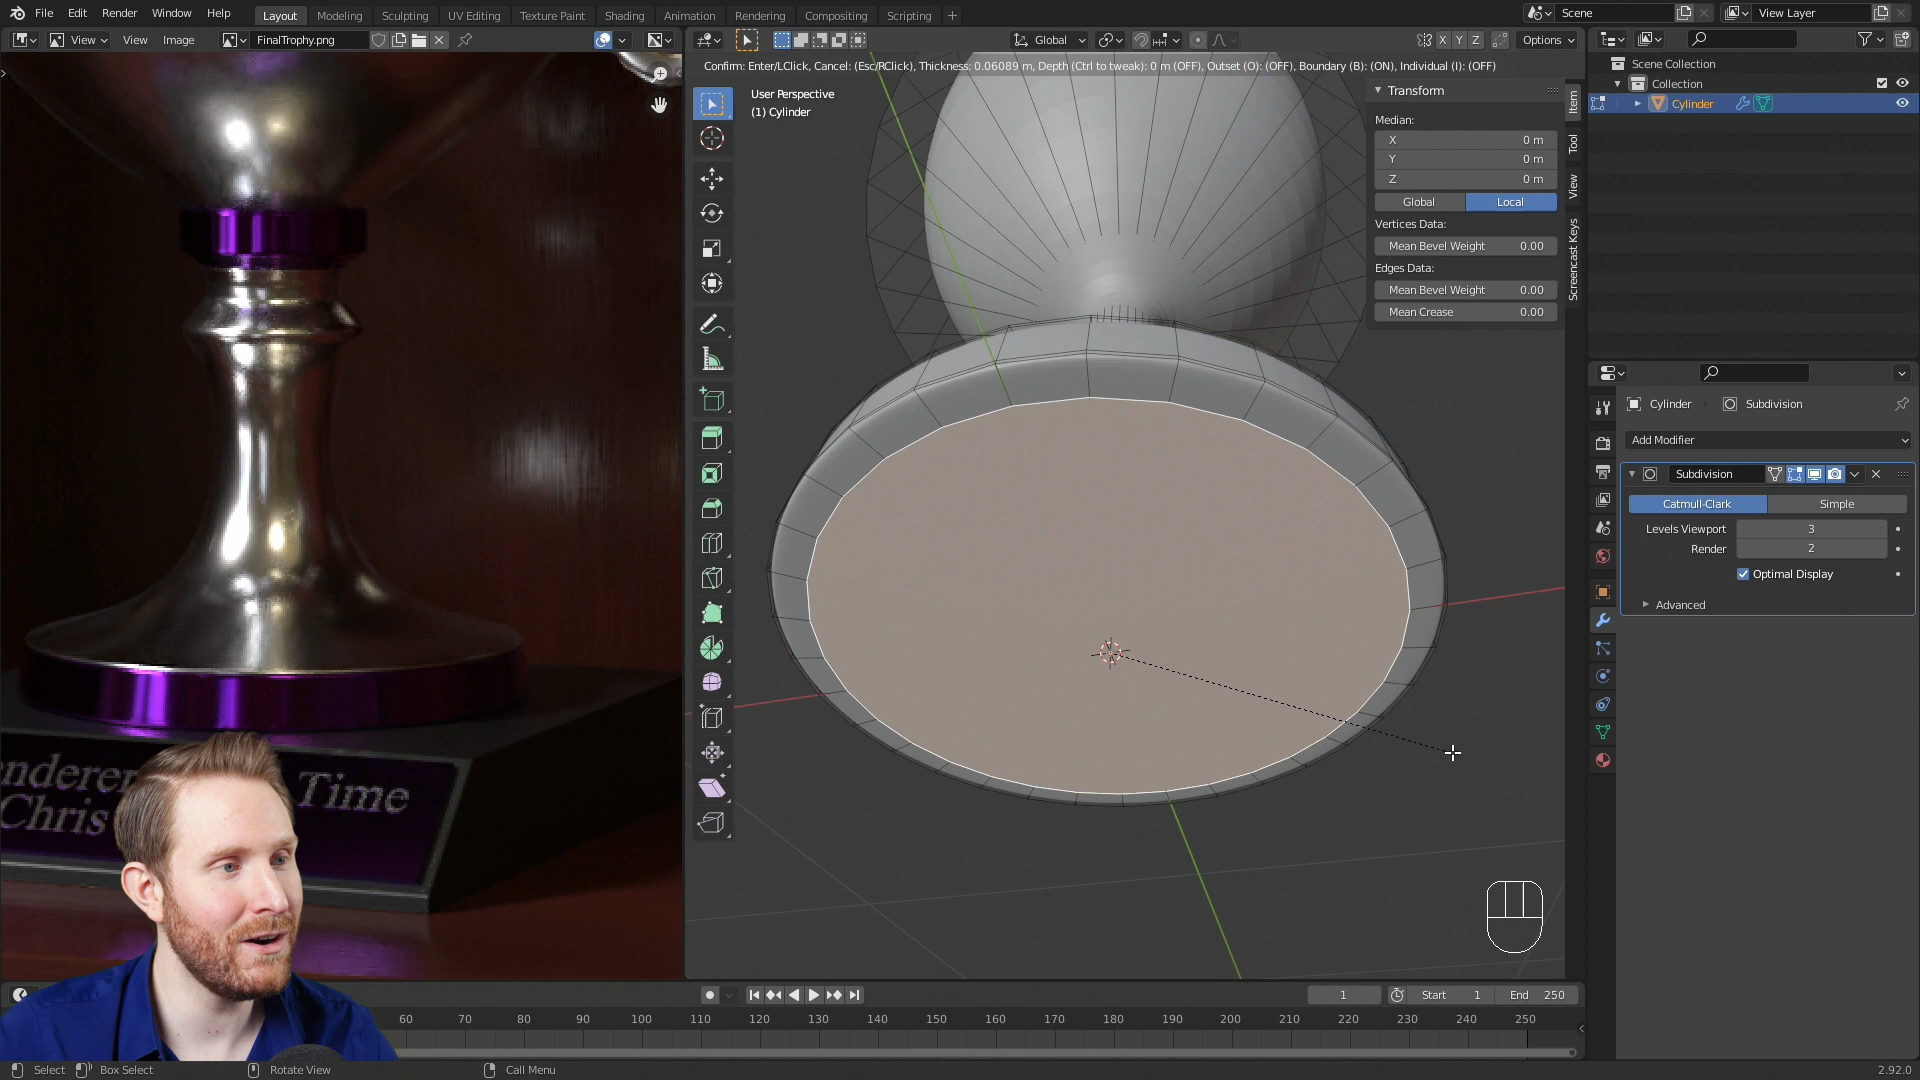 File Edit Render Window Help Layout Modeling Sculpting UV Editing Texture Paint Shading Animation Rendering Compositing Scripting Scene View Layer
View View Image FinalTrophy.png Global X Y Z Options
Confirm: Enter/LClick, Cancel: (Esc/RClick), Thickness: 0.06089 m, Depth (Ctrl to tweak): 0 m (OFF), Outset (O): (OFF), Boundary (B): (ON), Individual (I): (OFF)
User Perspective
(1) Cylinder
Transform
Median:
X 0 m
Y 0 m
Z 0 m
Global Local
Vertices Data:
Mean Bevel Weight 0.00
Edges Data:
Mean Bevel Weight 0.00
Mean Crease 0.00
Item
Tool
View
Screencast Keys
Scene Collection
Collection
Cylinder
Cylinder Subdivision
Add Modifier
Subdivision
Catmull-Clark Simple
Levels Viewport 3
Render 2
Optimal Display
Advanced
Time
Chris
1 Start 1 End 250
60 70 80 90 100 110 120 130 140 150 160 170 180 190 200 210 220 230 240 250
Select Box Select Rotate View Call Menu 2.92.0